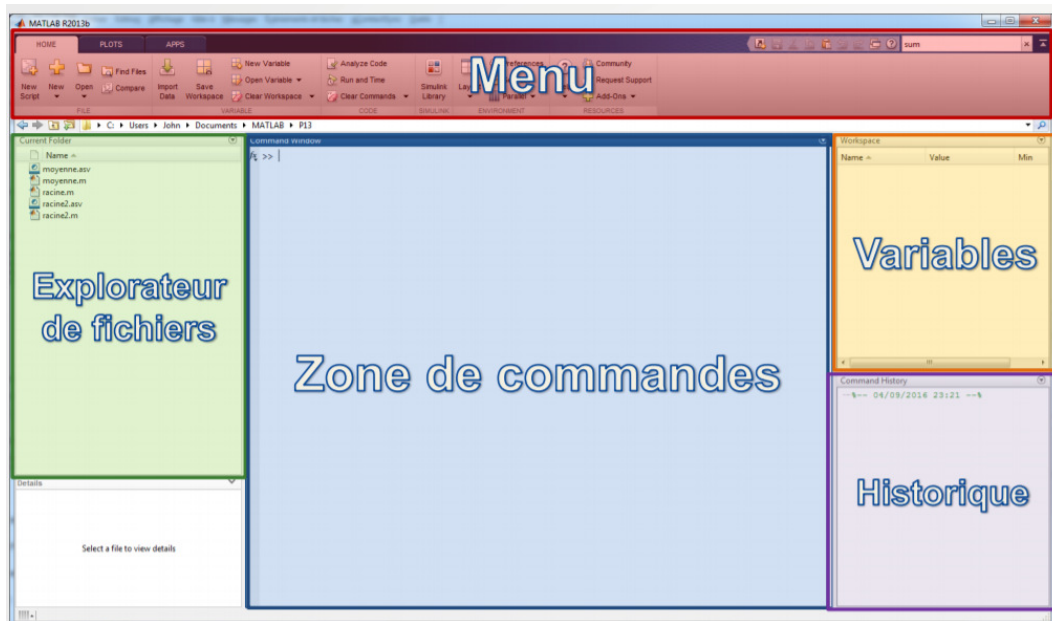 MATLAB R2013b
HOME PLOTS APPS
sum
New Script
New
Open
Find Files
Compare
Import Data
Save Workspace
New Variable
Open Variable
Clear Workspace
Analyze Code
Run and Time
Clear Commands
Simulink Library
Menu
Community
Request Support
Add-Ons
FILE VARIABLE CODE SIMULINK ENVIRONMENT RESOURCES
C: Users John Documents MATLAB P13
Current Folder
Name
moyenne.asv
moyenne.m
racine.m
racine2.asv
racine2.m
Explorateur
de fichiers
Details
Select a file to view details
Command Window
fx >>
Zone de commandes
Workspace
Name Value Min
Variables
Command History
%-- 04/09/2016 23:21 --%
Historique